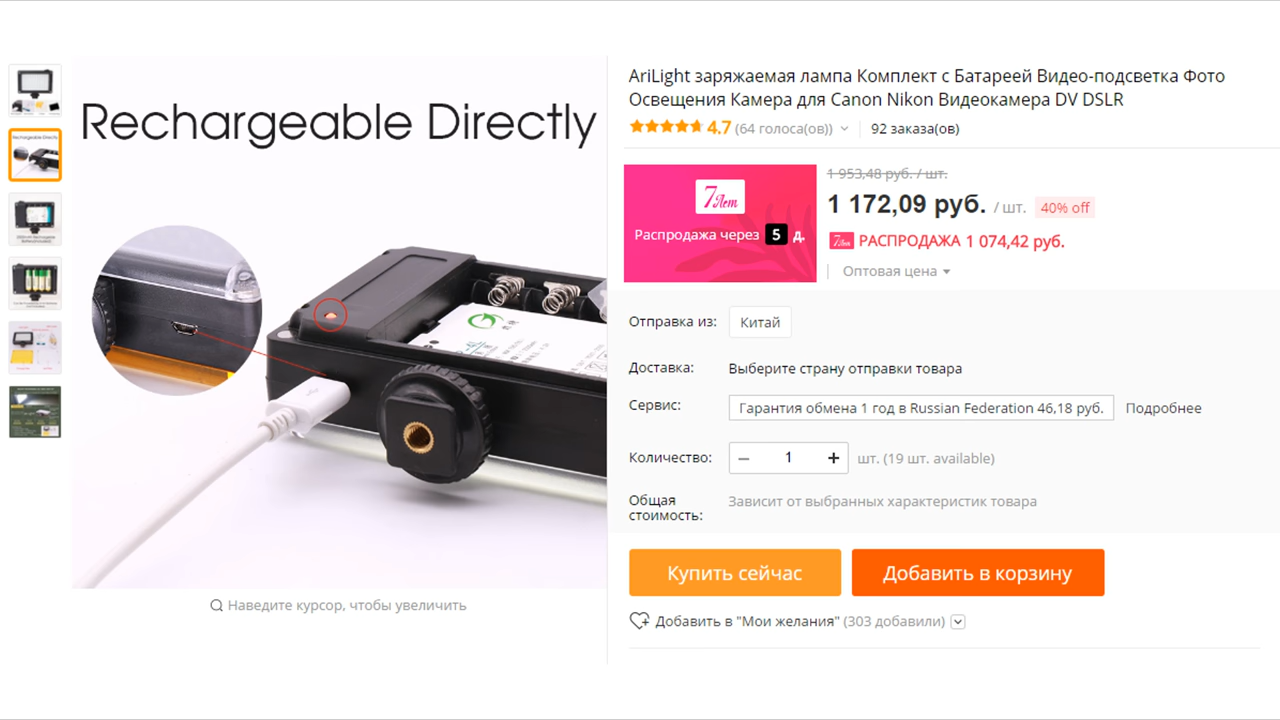 Rechargeable Directly
Наведите курсор, чтобы увеличить
AriLight заряжаемая лампа Комплект с Батареей Видео-подсветка Фото
Освещения Камера для Canon Nikon Видеокамера DV DSLR
4.7 (64 голоса(ов)) 92 заказа(ов)
7 Лет
Распродажа через 5 д.
1 953,48 руб. / шт.
1 172,09 руб. / шт. 40% off
7 Лет РАСПРОДАЖА 1 074,42 руб.
Оптовая цена
Отправка из: Китай
Доставка: Выберите страну отправки товара
Сервис: Гарантия обмена 1 год в Russian Federation 46,18 руб. Подробнее
Количество: − 1 + шт. (19 шт. available)
Общая
стоимость: Зависит от выбранных характеристик товара
Купить сейчас Добавить в корзину
Добавить в "Мои желания" (303 добавили)